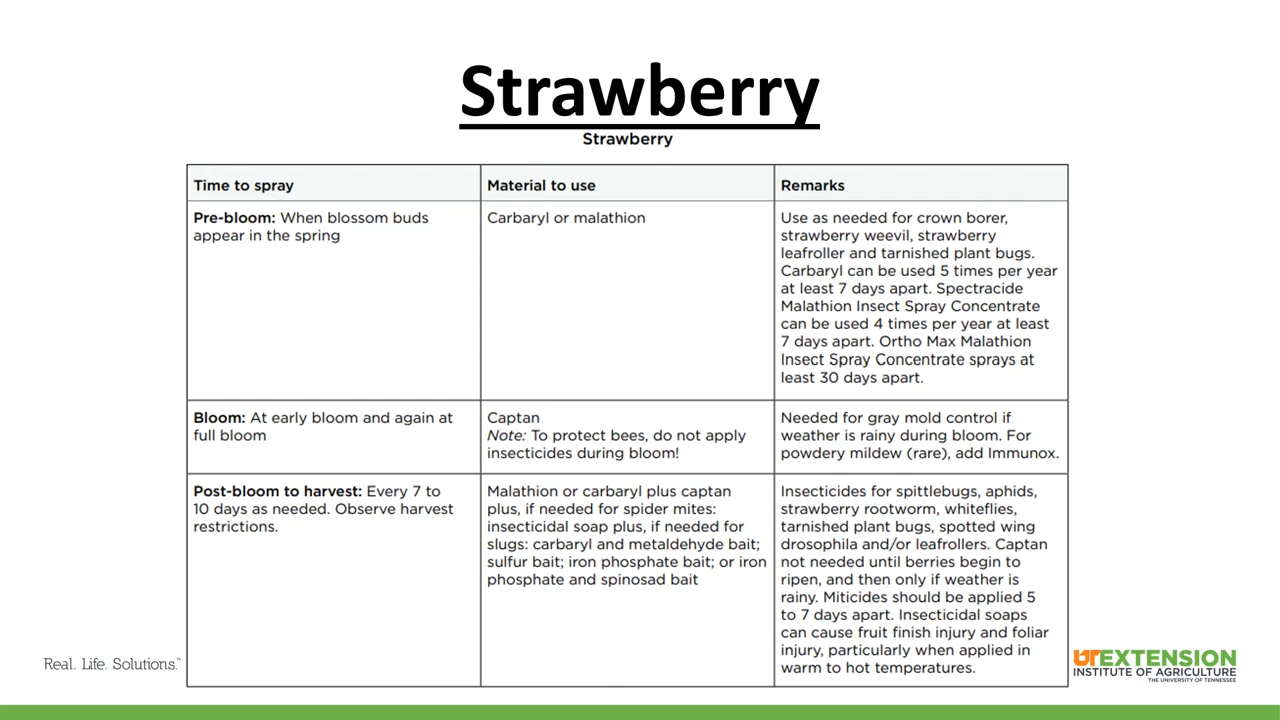 Strawberry
Strawberry
Time to spray
Material to use
Remarks
Pre-bloom: When blossom buds
appear in the spring
Carbaryl or malathion
Use as needed for crown borer,
strawberry weevil, strawberry
leafroller and tarnished plant bugs.
Carbaryl can be used 5 times per year
at least 7 days apart. Spectracide
Malathion Insect Spray Concentrate
can be used 4 times per year at least
7 days apart. Ortho Max Malathion
Insect Spray Concentrate sprays at
least 30 days apart.
Bloom: At early bloom and again at
full bloom
Captan
Note: To protect bees, do not apply
insecticides during bloom!
Needed for gray mold control if
weather is rainy during bloom. For
powdery mildew (rare), add Immunox.
Post-bloom to harvest: Every 7 to
10 days as needed. Observe harvest
restrictions.
Malathion or carbaryl plus captan
plus, if needed for spider mites:
insecticidal soap plus, if needed for
slugs: carbaryl and metaldehyde bait;
sulfur bait; iron phosphate bait; or iron
phosphate and spinosad bait
Insecticides for spittlebugs, aphids,
strawberry rootworm, whiteflies,
tarnished plant bugs, spotted wing
drosophila and/or leafrollers. Captan
not needed until berries begin to
ripen, and then only if weather is
rainy. Miticides should be applied 5
to 7 days apart. Insecticidal soaps
can cause fruit finish injury and foliar
injury, particularly when applied in
warm to hot temperatures.
Real. Life. Solutions.™
UT EXTENSION
INSTITUTE OF AGRICULTURE
THE UNIVERSITY OF TENNESSEE